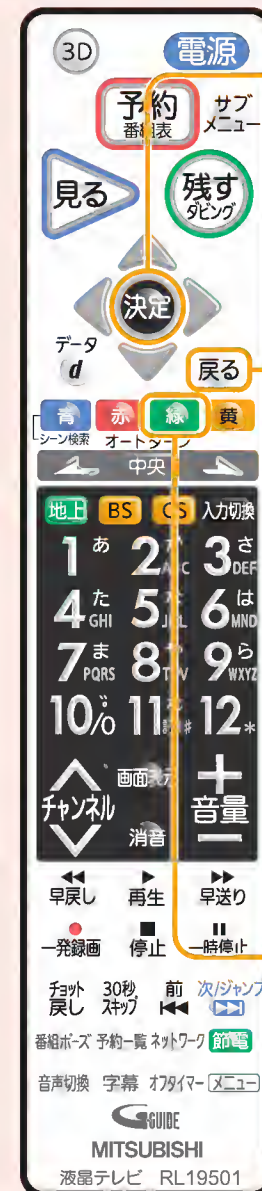 3D 電源
予約
番組表
サブ
メニュー
見る
残す
ダビング
決定
データ
d
戻る
青 赤 緑 黄
シーン検索 オートターン
中央
地上 BS CS 入力切換
1 あ 2 3 さ DEF
4 た GHI 5 6 は MNO
7 ま PQRS 8 9 ら WXYZ
10/0 11 12 *
チャンネル
画面表示
音量
消音
早戻し 再生 早送り
一発録画 停止 一時停止
チョット戻し 30秒スキップ 前 次/ジャンプ
番組ポーズ 予約一覧 ネットワーク 節電
音声切換 字幕 オフタイマー メニュー
G GUIDE
MITSUBISHI
液晶テレビ RL19501